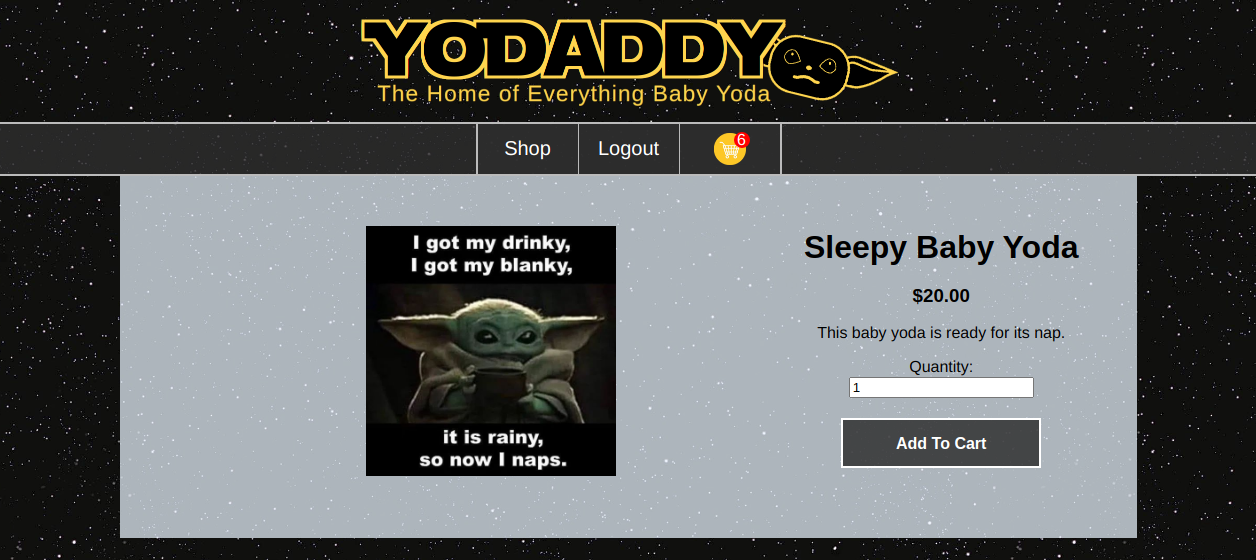 YODADDY
The Home of Everything Baby Yoda
Shop
Logout
6
I got my drinky,
I got my blanky,
it is rainy,
so now I naps.
Sleepy Baby Yoda
$20.00
This baby yoda is ready for its nap.
Quantity:
1
Add To Cart